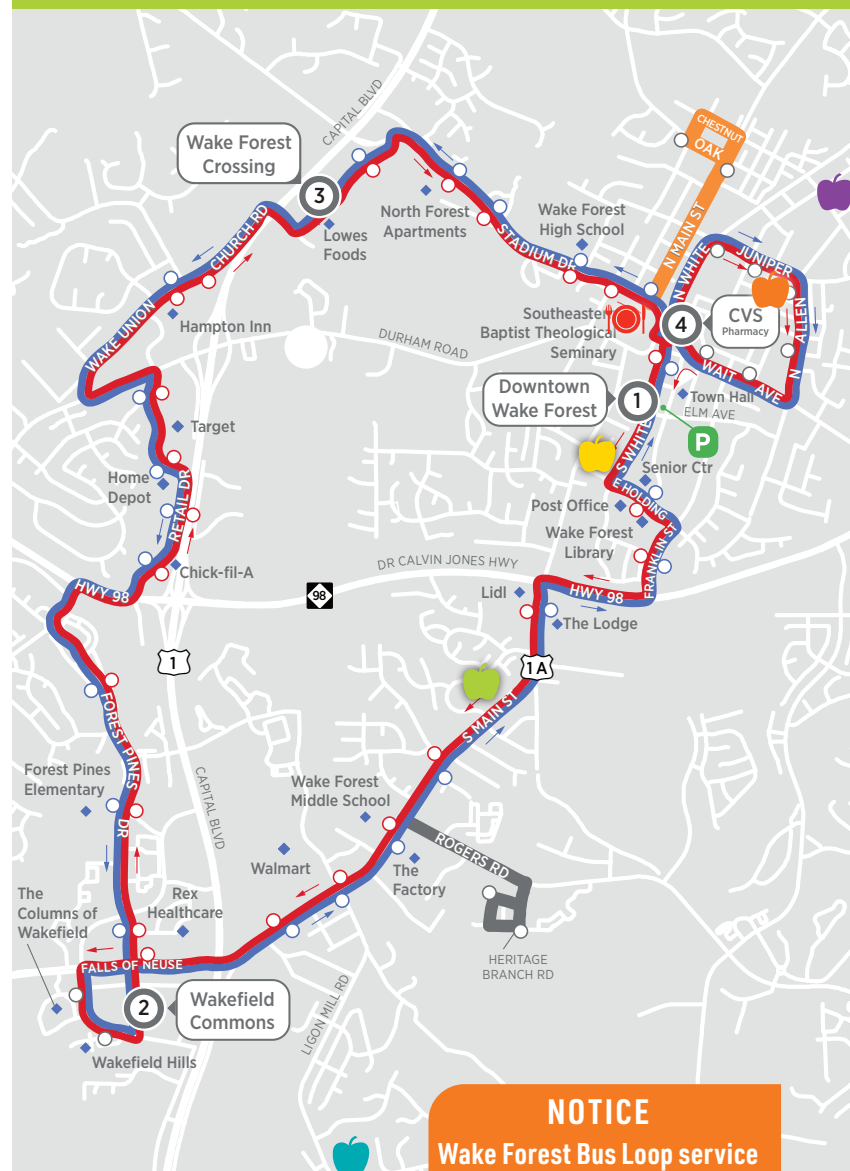 CAPITAL BLVD
Wake Forest
Crossing
3
CHURCH RD
Lowes
Foods
North Forest
Apartments
Wake Forest
High School
STADIUM DR
CHESTNUT
OAK
N MAIN ST
N WHITE
JUNIPER
N ALLEN
WAIT AVE
4
CVS
Pharmacy
Southeastern
Baptist Theological
Seminary
WAKE UNION
Hampton Inn
DURHAM ROAD
Downtown
Wake Forest
1
Town Hall
ELM AVE
P
S WHITE
Senior Ctr
E HOLDING
Post Office
Wake Forest
Library
FRANKLIN ST
Target
Home
Depot
RETAIL DR
Chick-fil-A
HWY 98
DR CALVIN JONES HWY
98
Lidl
HWY 98
The Lodge
1
1A
S MAIN ST
FOREST PINES DR
Forest Pines
Elementary
CAPITAL BLVD
Wake Forest
Middle School
Walmart
The
Factory
ROGERS RD
HERITAGE
BRANCH RD
The
Columns of
Wakefield
Rex
Healthcare
FALLS OF NEUSE
2
Wakefield
Commons
LIGON MILL RD
Wakefield Hills
NOTICE
Wake Forest Bus Loop service